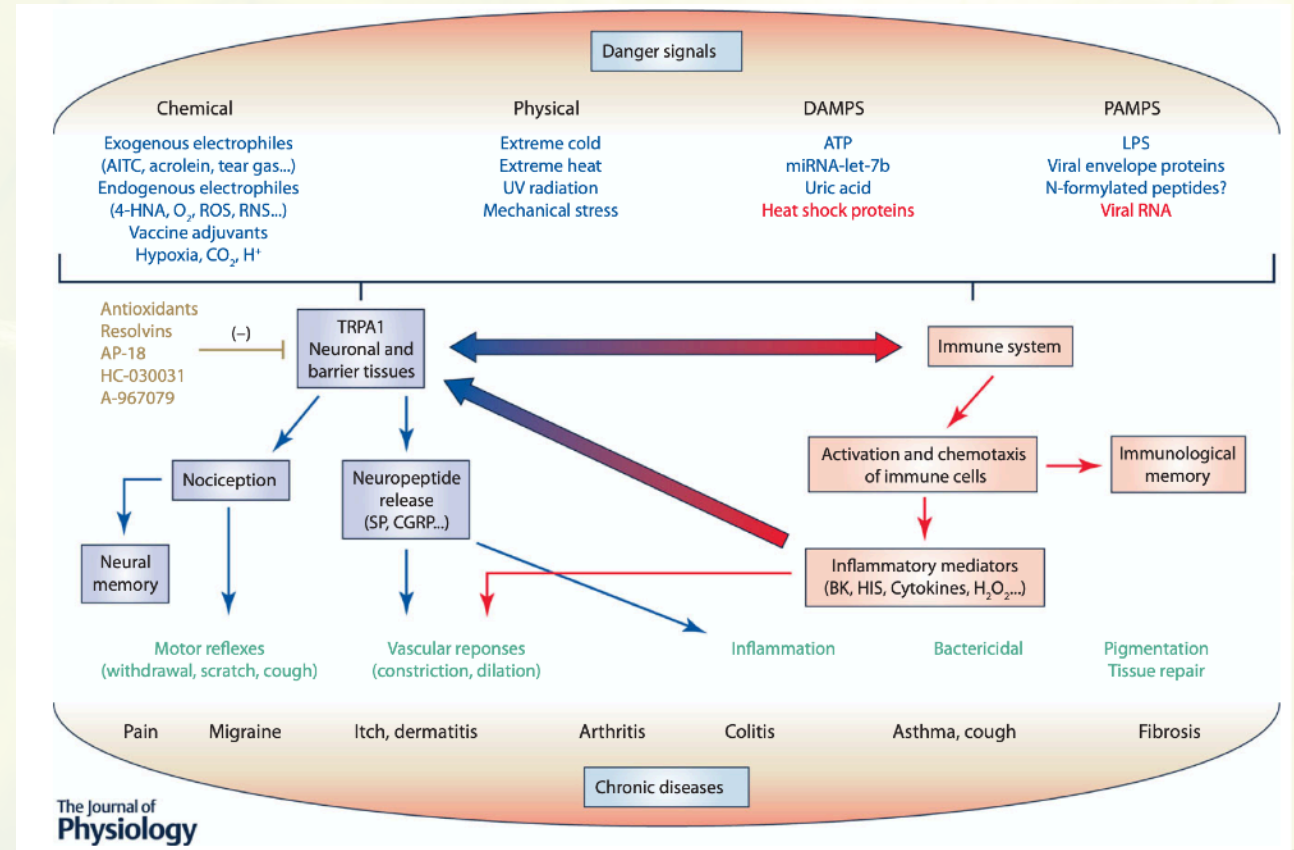 Danger signals
Chemical
Exogenous electrophiles
(AITC, acrolein, tear gas...)
Endogenous electrophiles
(4-HNA, O₂, ROS, RNS...)
Vaccine adjuvants
Hypoxia, CO₂, H⁺
Physical
Extreme cold
Extreme heat
UV radiation
Mechanical stress
DAMPS
ATP
miRNA-let-7b
Uric acid
Heat shock proteins
PAMPS
LPS
Viral envelope proteins
N-formylated peptides?
Viral RNA
Antioxidants
Resolvins
AP-18
HC-030031
A-967079
(–)
TRPA1
Neuronal and
barrier tissues
Immune system
Nociception
Neuropeptide
release
(SP, CGRP...)
Activation and chemotaxis
of immune cells
Immunological
memory
Neural
memory
Inflammatory mediators
(BK, HIS, Cytokines, H₂O₂...)
Motor reflexes
(withdrawal, scratch, cough)
Vascular reponses
(constriction, dilation)
Inflammation
Bactericidal
Pigmentation
Tissue repair
Pain
Migraine
Itch, dermatitis
Arthritis
Colitis
Asthma, cough
Fibrosis
Chronic diseases
The Journal of
Physiology